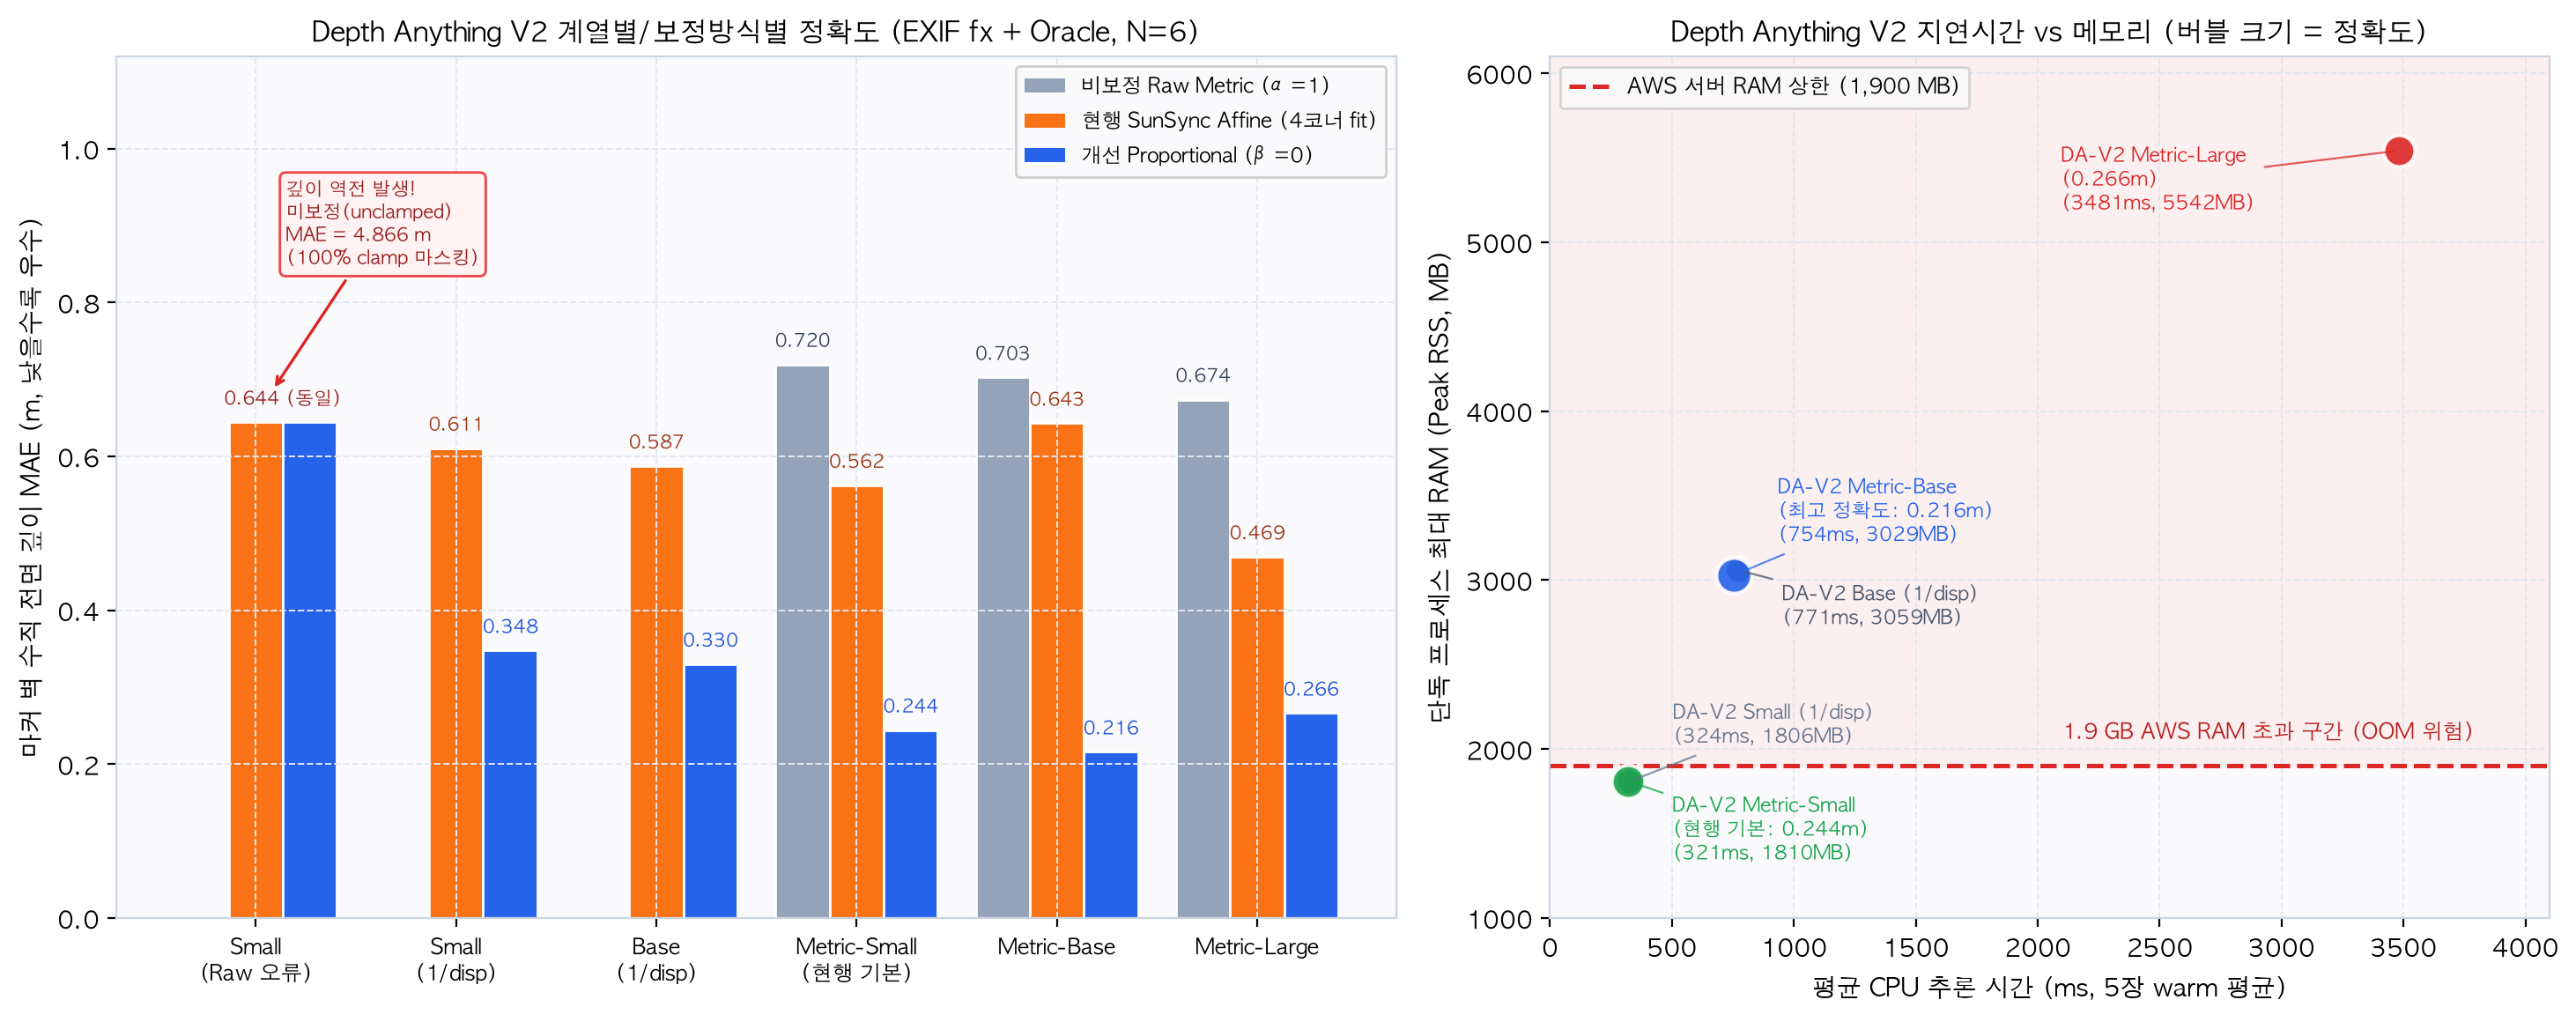 Depth Anything V2 계열별/보정방식별 정확도 (EXIF fx + Oracle, N=6)
비보정 Raw Metric (α =1)
현행 SunSync Affine (4코너 fit)
개선 Proportional (β =0)
깊이 역전 발생!
미보정(unclamped)
MAE = 4.866 m
(100% clamp 마스킹)
마커 벽 수직 전면 깊이 MAE (m, 낮을수록 우수)
1.0
0.8
0.6
0.4
0.2
0.0
0.644 (동일)
0.611
0.348
0.587
0.330
0.720
0.562
0.244
0.703
0.643
0.216
0.674
0.469
0.266
Small
(Raw 오류)
Small
(1/disp)
Base
(1/disp)
Metric-Small
(현행 기본)
Metric-Base
Metric-Large
Depth Anything V2 지연시간 vs 메모리 (버블 크기 = 정확도)
AWS 서버 RAM 상한 (1,900 MB)
단독 프로세스 최대 RAM (Peak RSS, MB)
6000
5000
4000
3000
2000
1000
DA-V2 Metric-Large
(0.266m)
(3481ms, 5542MB)
DA-V2 Metric-Base
(최고 정확도: 0.216m)
(754ms, 3029MB)
DA-V2 Base (1/disp)
(771ms, 3059MB)
DA-V2 Small (1/disp)
(324ms, 1806MB)
1.9 GB AWS RAM 초과 구간 (OOM 위험)
DA-V2 Metric-Small
(현행 기본: 0.244m)
(321ms, 1810MB)
0
500
1000
1500
2000
2500
3000
3500
4000
평균 CPU 추론 시간 (ms, 5장 warm 평균)